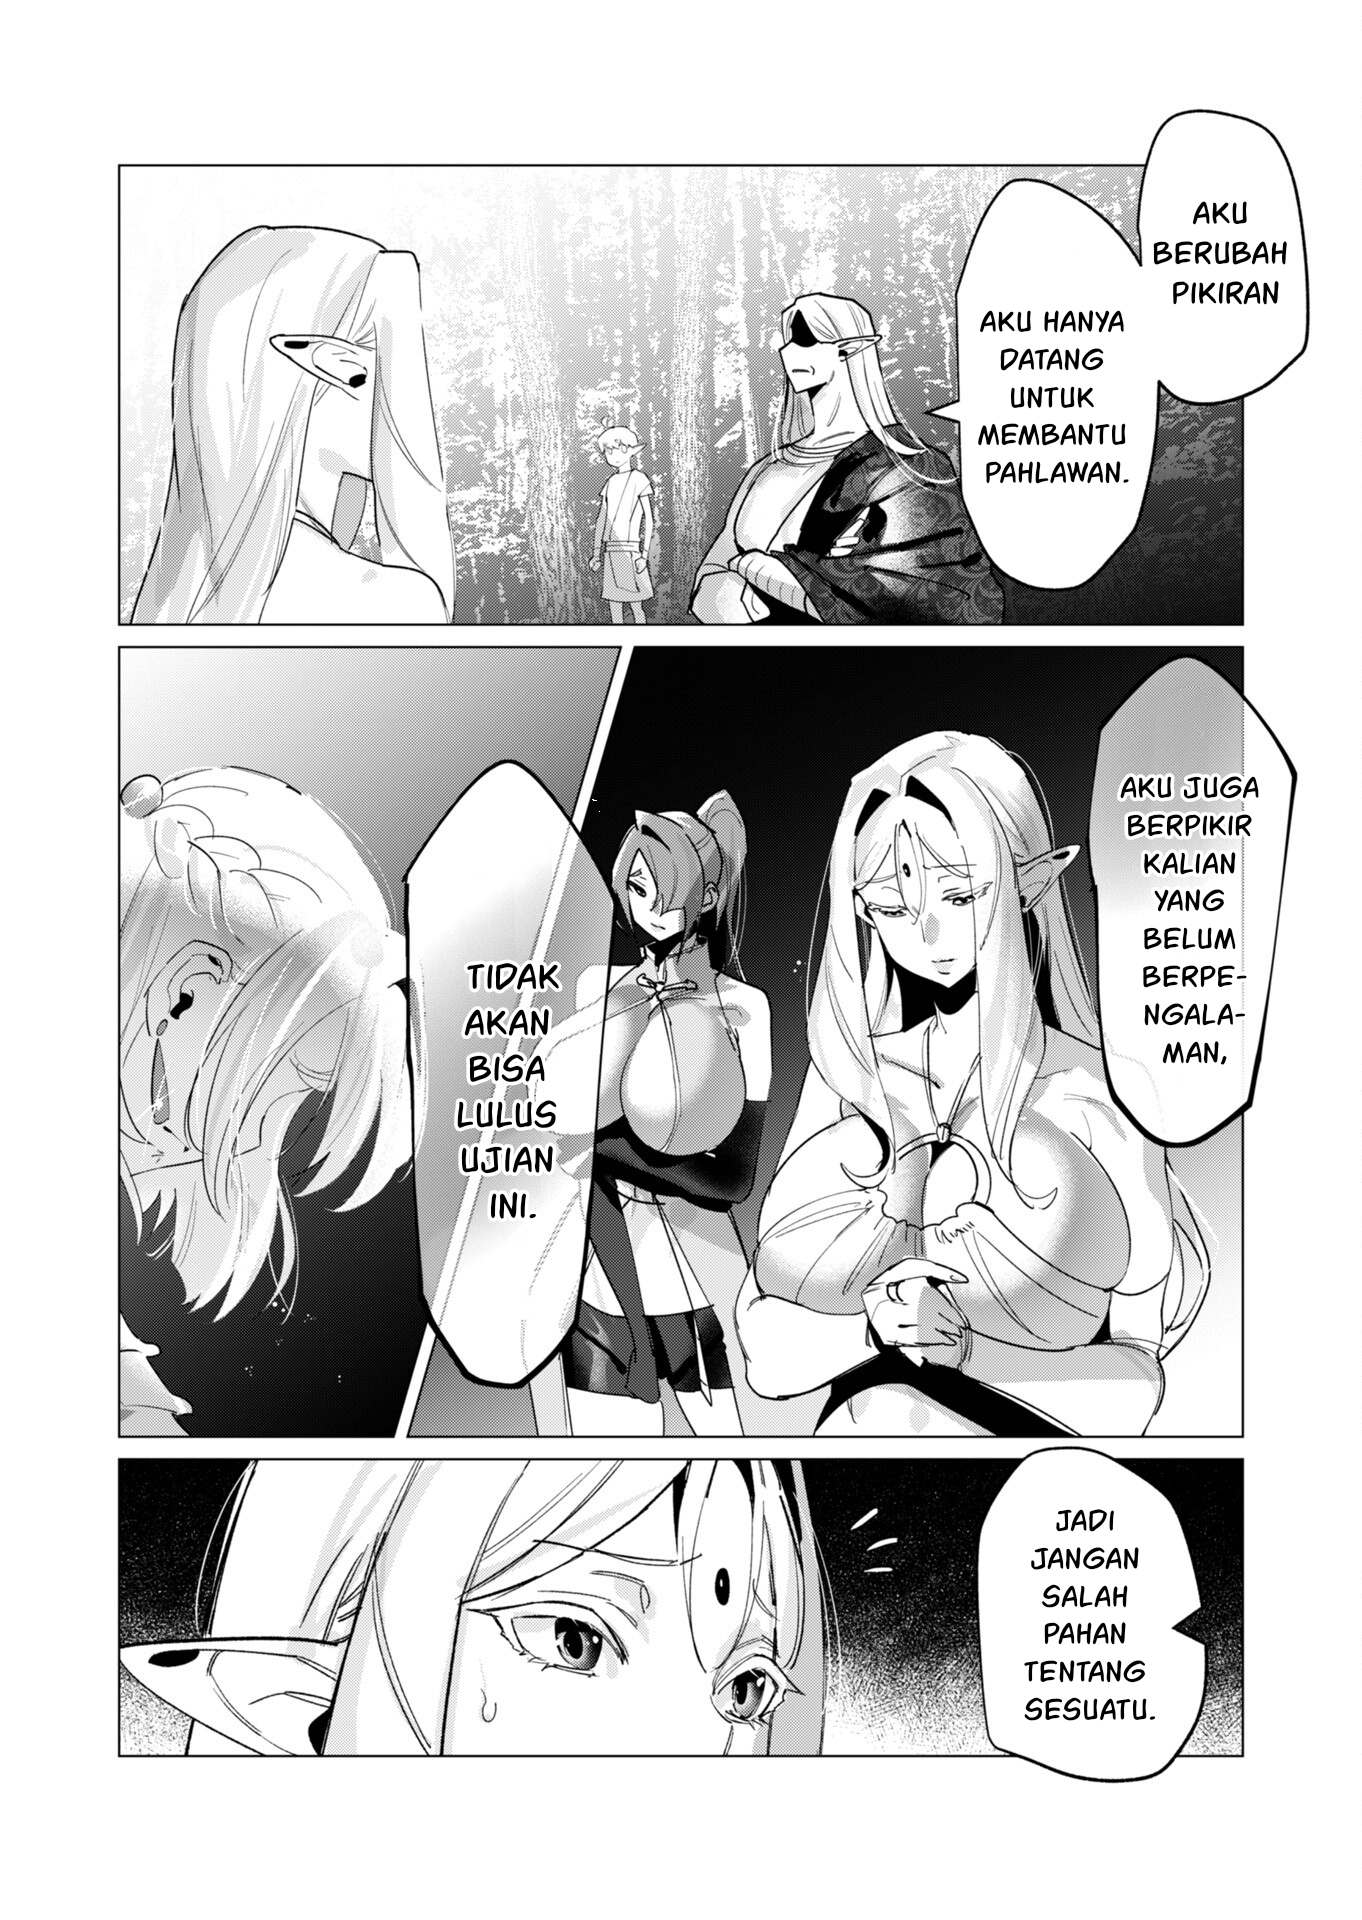 AKU
BERUBAH
PIKIRAN
AKU HANYA
DATANG
UNTUK
MEMBANTU
PAHLAWAN.
AKU JUGA
BERPIKIR
KALIAN
YANG
BELUM
BERPE-
NGALA-
MAN,
TIDAK
AKAN
BISA
LULUS
UJIAN
INI.
JADI
JANGAN
SALAH
PAHAN
TENTANG
SESUATU.